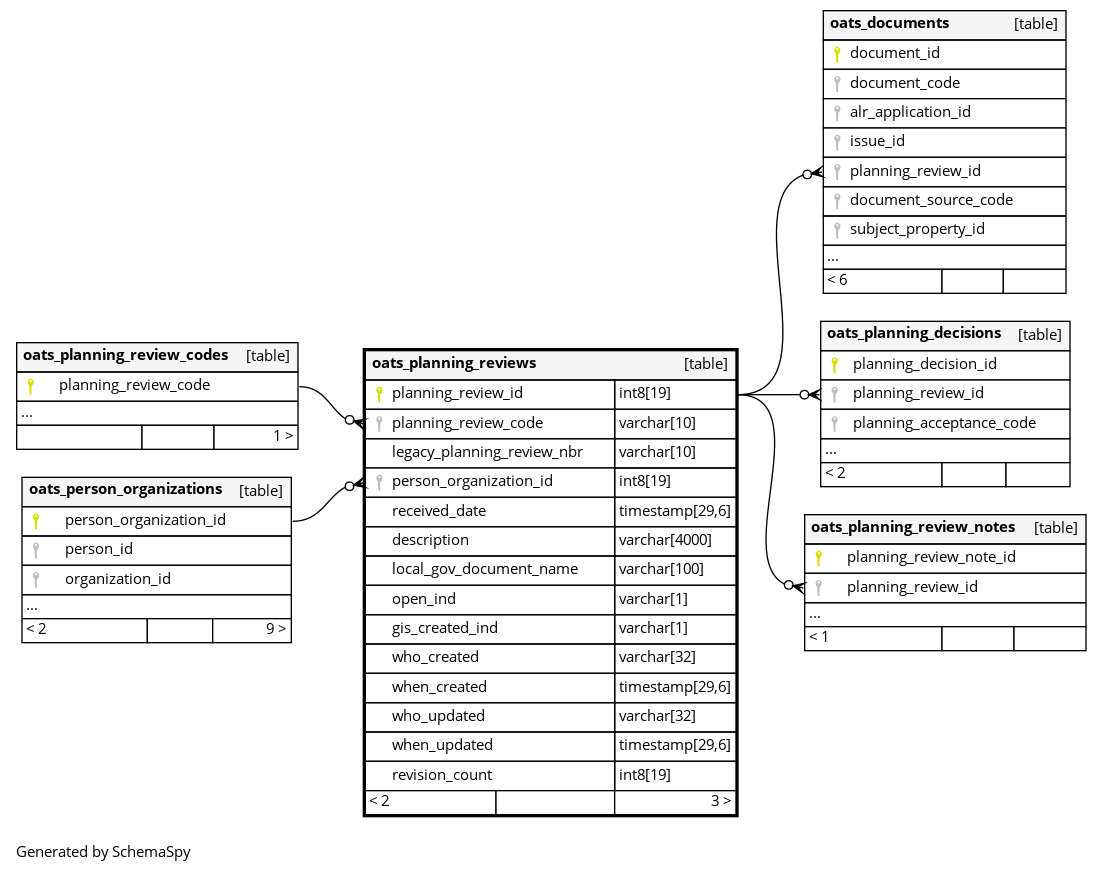 oats_documents [table]
document_id
document_code
alr_application_id
issue_id
planning_review_id
document_source_code
subject_property_id
...
< 6
oats_planning_decisions [table]
planning_decision_id
planning_review_id
planning_acceptance_code
...
< 2
oats_planning_review_codes [table]
planning_review_code
...
1 >
oats_planning_reviews [table]
planning_review_id int8[19]
planning_review_code varchar[10]
legacy_planning_review_nbr varchar[10]
person_organization_id int8[19]
received_date timestamp[29,6]
description varchar[4000]
local_gov_document_name varchar[100]
open_ind varchar[1]
gis_created_ind varchar[1]
who_created varchar[32]
when_created timestamp[29,6]
who_updated varchar[32]
when_updated timestamp[29,6]
revision_count int8[19]
< 2 3 >
oats_person_organizations [table]
person_organization_id
person_id
organization_id
...
< 2 9 >
oats_planning_review_notes [table]
planning_review_note_id
planning_review_id
...
< 1
Generated by SchemaSpy